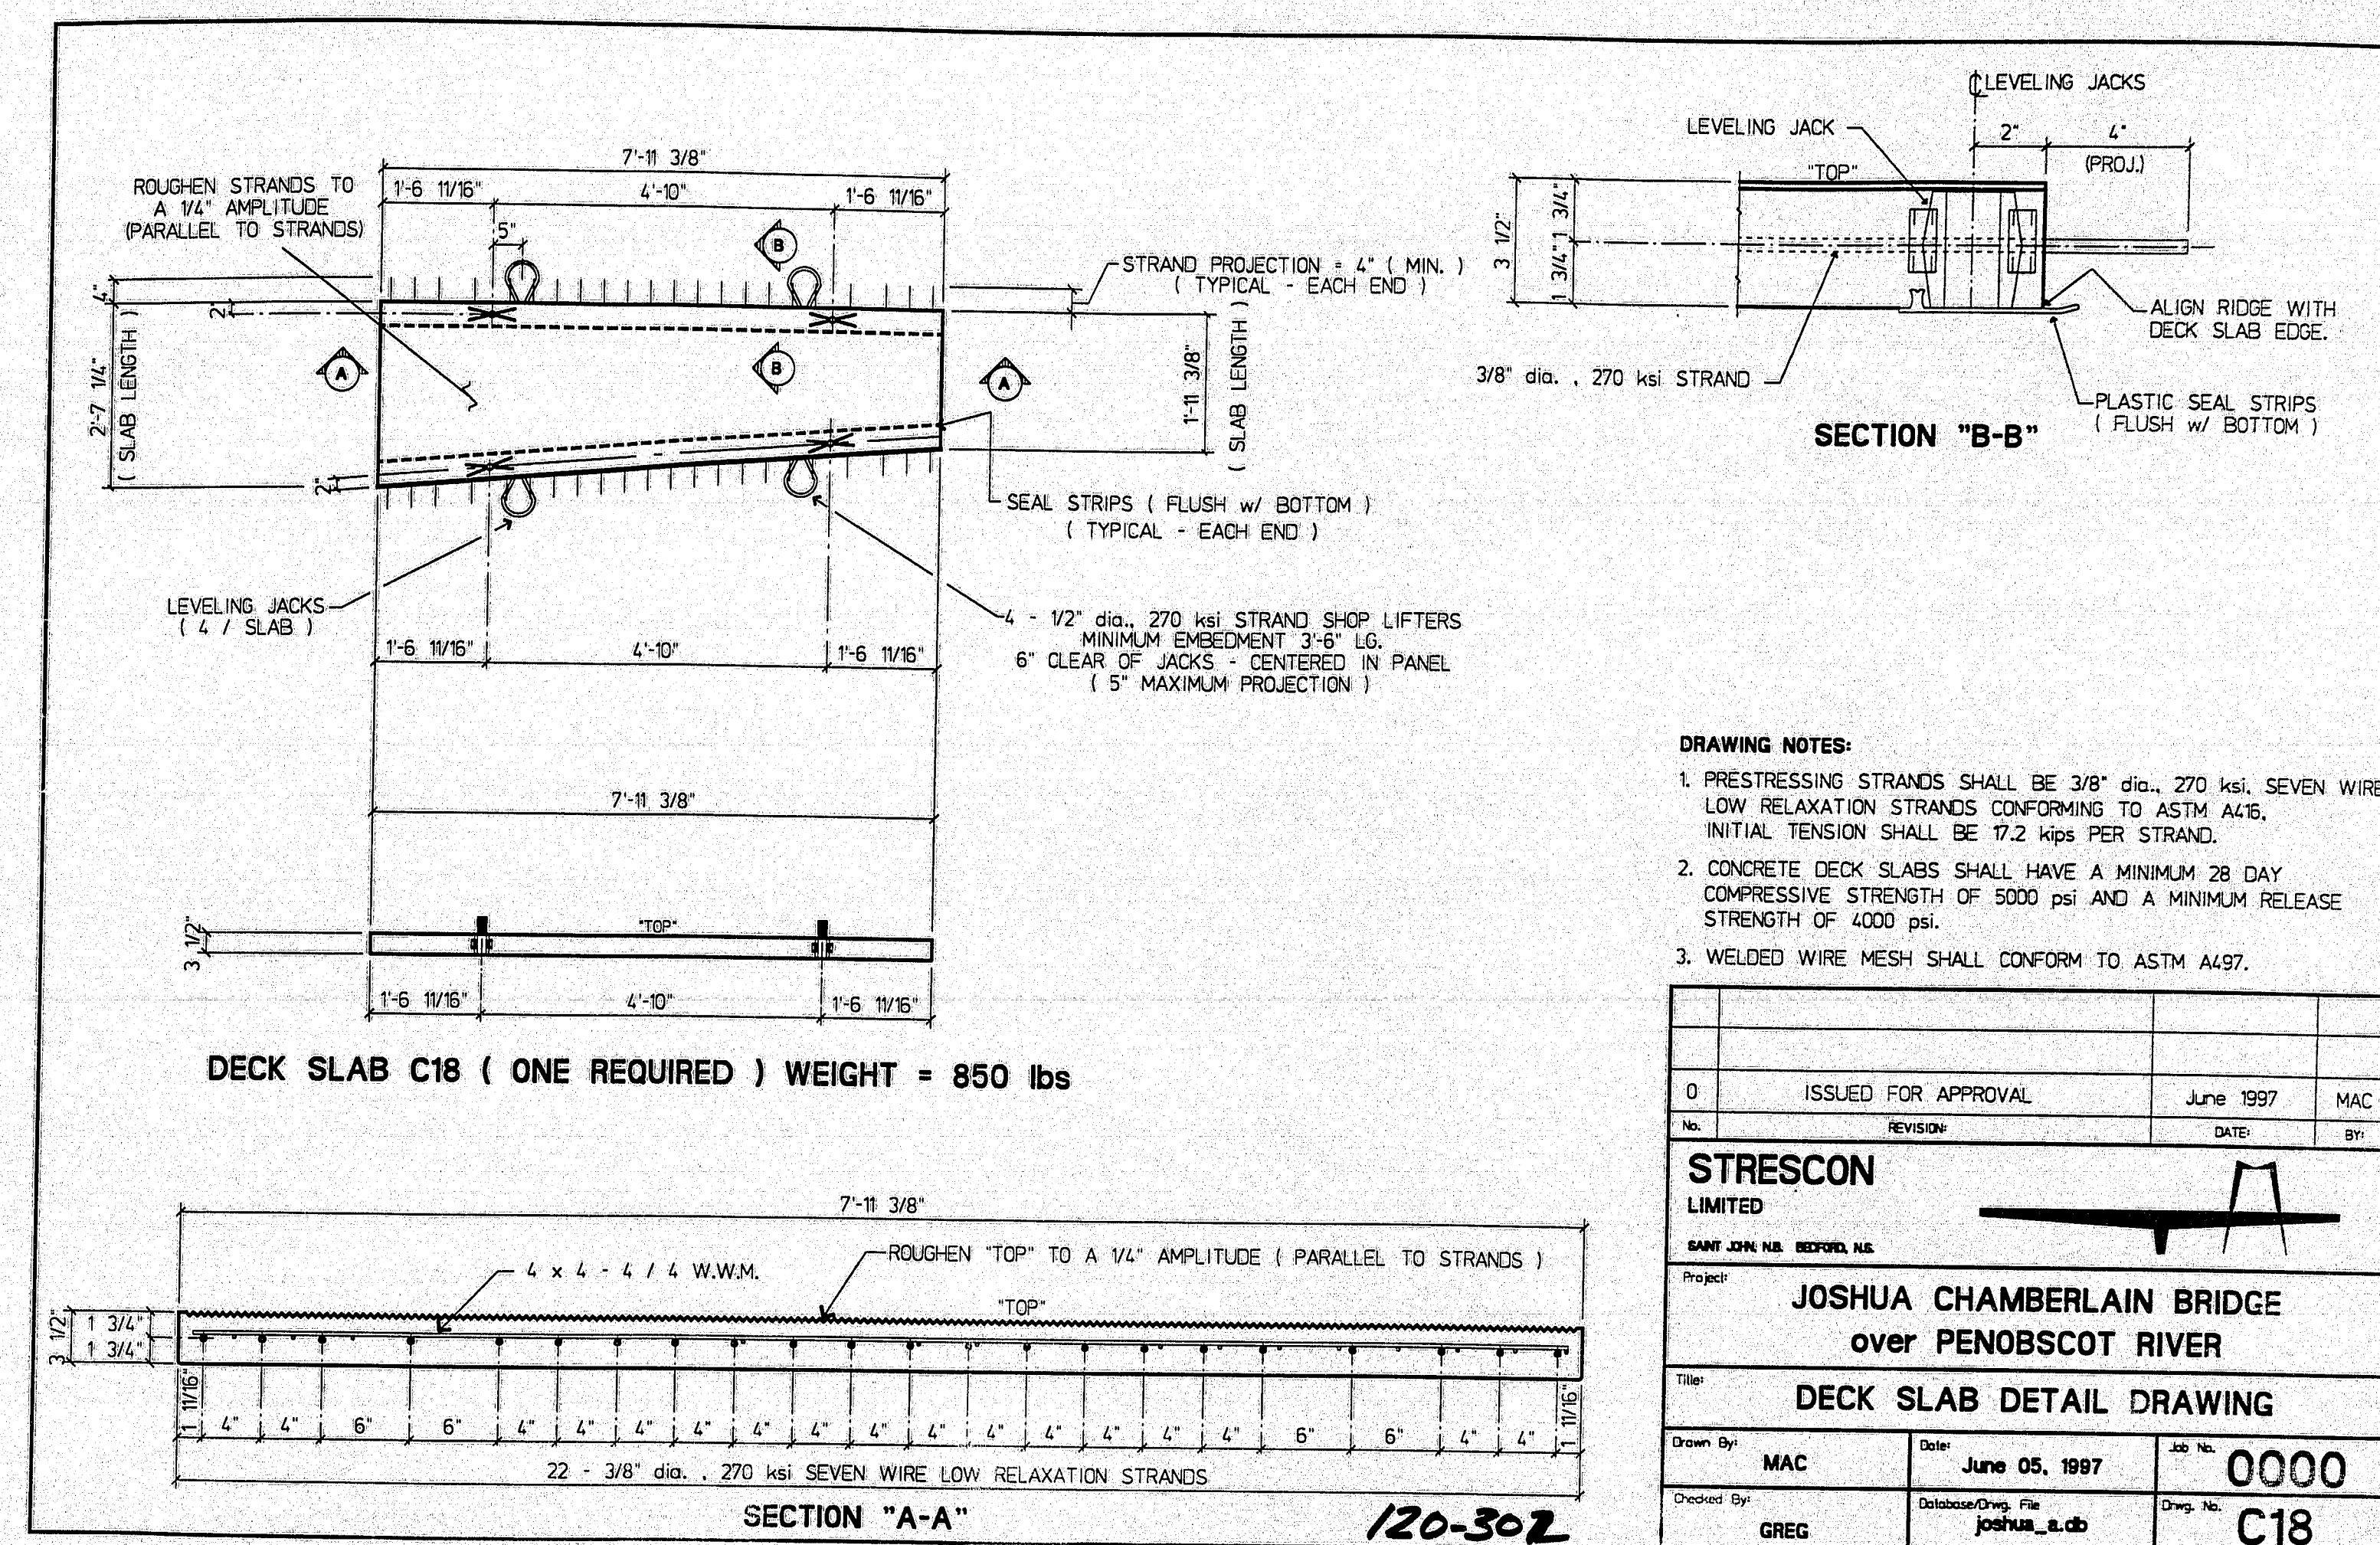 7'-11 3/8"
1'-6 11/16"
4'-10"
1'-6 11/16"
5"
ROUGHEN STRANDS TO
A 1/4" AMPLITUDE
(PARALLEL TO STRANDS)
B
STRAND PROJECTION = 4" ( MIN. )
( TYPICAL - EACH END )
4"
2"
2'-7 1/4"
( SLAB LENGTH )
A
B
A
1'-11 3/8"
( SLAB LENGTH )
2"
SEAL STRIPS ( FLUSH w/ BOTTOM )
( TYPICAL - EACH END )
LEVELING JACKS
( 4 / SLAB )
4 - 1/2" dia., 270 ksi STRAND SHOP LIFTERS
MINIMUM EMBEDMENT 3'-6" LG.
6" CLEAR OF JACKS - CENTERED IN PANEL
( 5" MAXIMUM PROJECTION )
1'-6 11/16"
4'-10"
1'-6 11/16"
7'-11 3/8"
3 1/2"
"TOP"
1'-6 11/16"
4'-10"
1'-6 11/16"
DECK SLAB C18 ( ONE REQUIRED ) WEIGHT = 850 lbs
℄ LEVELING JACKS
LEVELING JACK
2"
4"
(PROJ.)
"TOP"
3 1/2"
1 3/4"
1 3/4"
ALIGN RIDGE WITH
DECK SLAB EDGE.
3/8" dia. , 270 ksi STRAND
PLASTIC SEAL STRIPS
( FLUSH w/ BOTTOM )
SECTION "B-B"
7'-11 3/8"
4 x 4 - 4 / 4 W.W.M.
ROUGHEN "TOP" TO A 1/4" AMPLITUDE ( PARALLEL TO STRANDS )
"TOP"
3 1/2"
1 3/4"
1 3/4"
1 11/16"
4" 4" 6" 6" 4" 4" 4" 4" 4" 4" 4" 4" 4" 4" 4" 4" 4" 6" 6" 4" 4"
1 11/16"
22 - 3/8" dia. , 270 ksi SEVEN WIRE LOW RELAXATION STRANDS
SECTION "A-A"
120-302
DRAWING NOTES:
1. PRESTRESSING STRANDS SHALL BE 3/8" dia., 270 ksi, SEVEN WIRE
LOW RELAXATION STRANDS CONFORMING TO ASTM A416.
INITIAL TENSION SHALL BE 17.2 kips PER STRAND.
2. CONCRETE DECK SLABS SHALL HAVE A MINIMUM 28 DAY
COMPRESSIVE STRENGTH OF 5000 psi AND A MINIMUM RELEASE
STRENGTH OF 4000 psi.
3. WELDED WIRE MESH SHALL CONFORM TO ASTM A497.
0 ISSUED FOR APPROVAL June 1997 MAC
No. REVISION: DATE: BY:
STRESCON
LIMITED
SAINT JOHN, N.B. BEDFORD, N.S.
Project:
JOSHUA CHAMBERLAIN BRIDGE
over PENOBSCOT RIVER
Title:
DECK SLAB DETAIL DRAWING
Drawn By:
MAC
Date:
June 05, 1997
Job No.
0000
Checked By:
GREG
Database/Drwg. File
joshua_a.db
Drwg. No.
C18